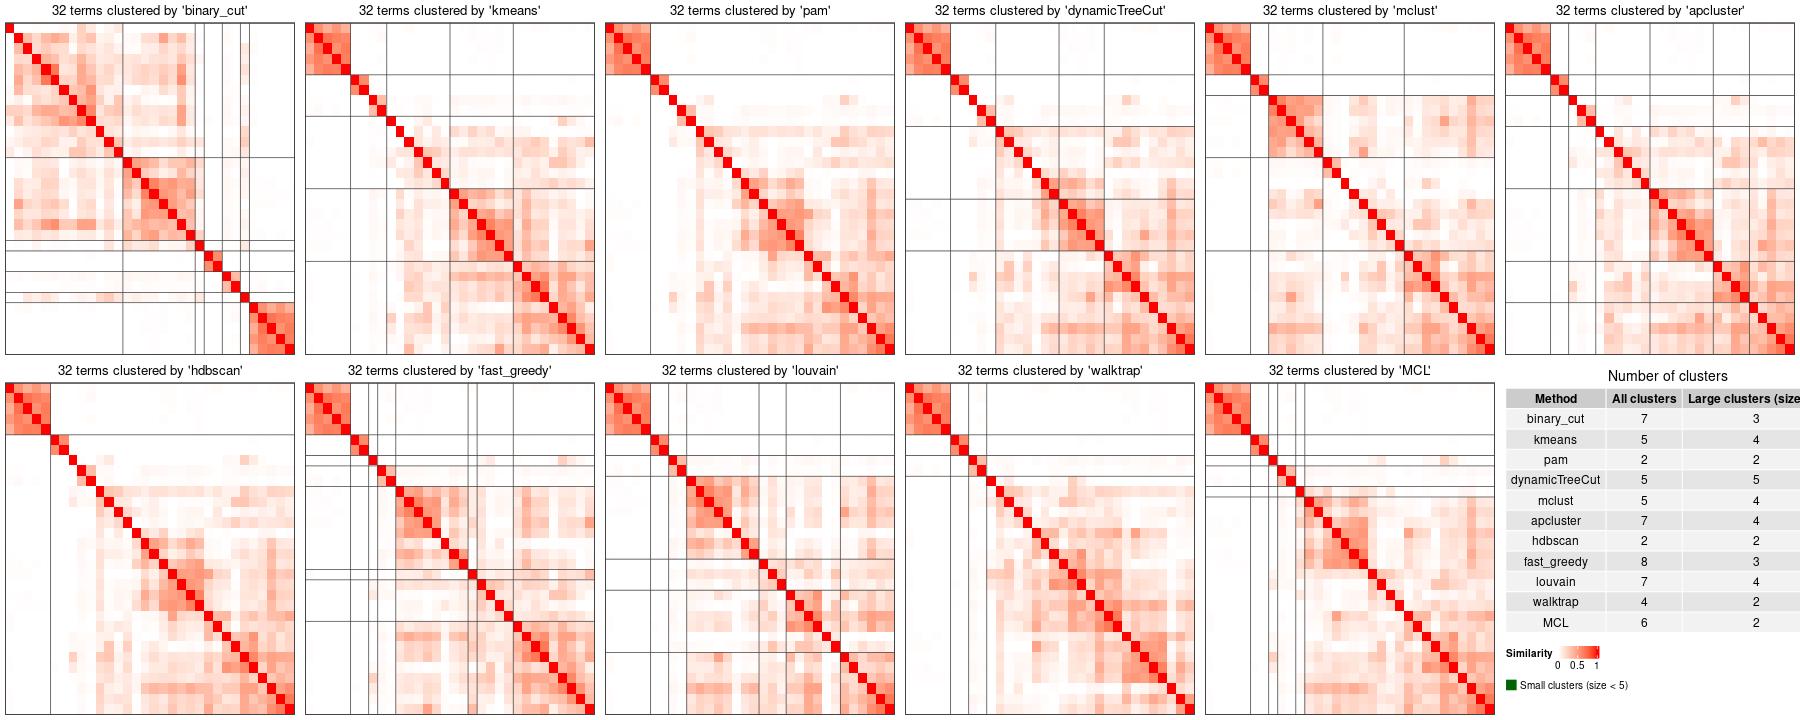 32 terms clustered by 'binary_cut'
32 terms clustered by 'kmeans'
32 terms clustered by 'pam'
32 terms clustered by 'dynamicTreeCut'
32 terms clustered by 'mclust'
32 terms clustered by 'apcluster'
32 terms clustered by 'hdbscan'
32 terms clustered by 'fast_greedy'
32 terms clustered by 'louvain'
32 terms clustered by 'walktrap'
32 terms clustered by 'MCL'
Number of clusters
Method All clusters Large clusters (size
binary_cut 7 3
kmeans 5 4
pam 2 2
dynamicTreeCut 5 5
mclust 5 4
apcluster 7 4
hdbscan 2 2
fast_greedy 8 3
louvain 7 4
walktrap 4 2
MCL 6 2
Similarity
0 0.5 1
Small clusters (size < 5)